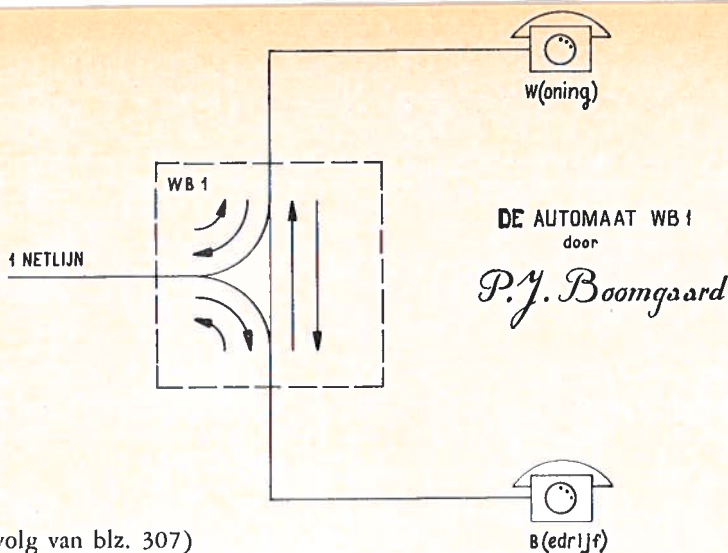 W(oning)
WB 1
DE AUTOMAAT WB 1
door
1 NETLIJN
P.J. Boomgaard
volg van blz. 307)
B(edrijf)